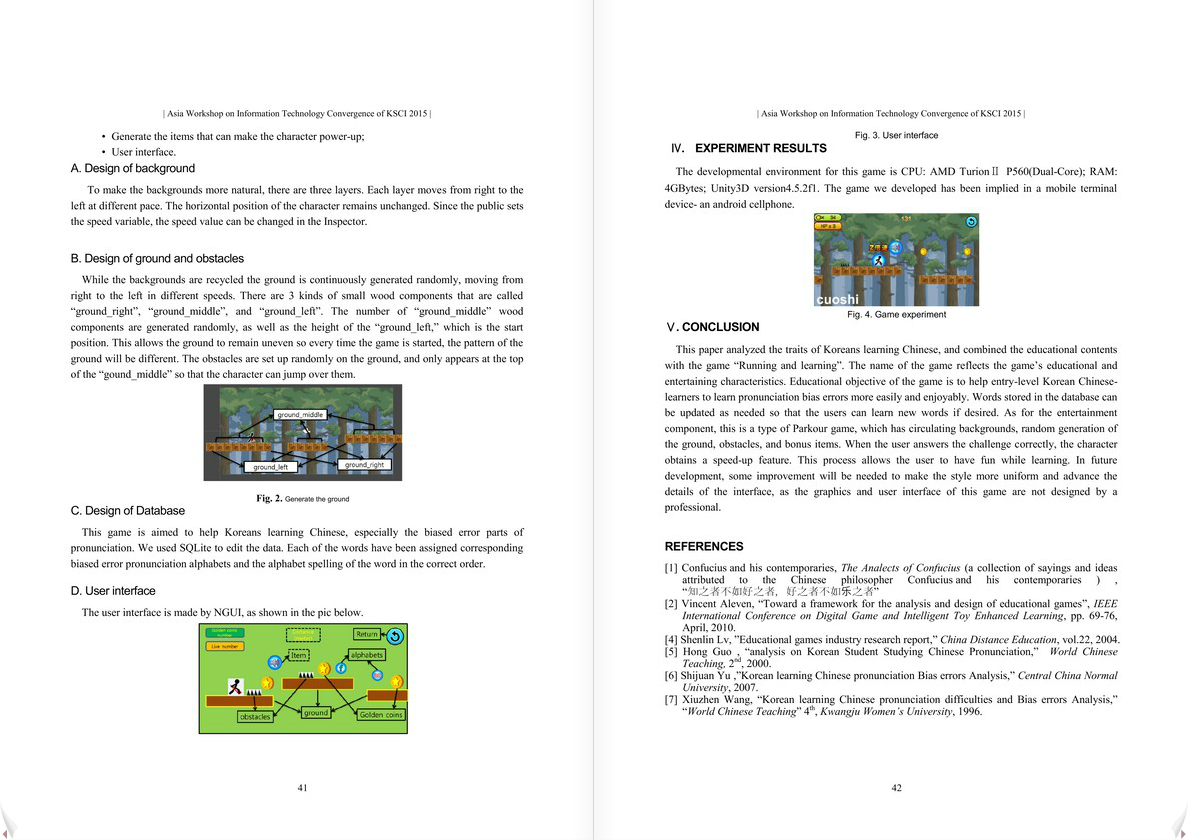 | Asia Workshop on Information Technology Convergence of KSCI 2015 |
• Generate the items that can make the character power-up;
• User interface.
A. Design of background
To make the backgrounds more natural, there are three layers. Each layer moves from right to the
left at different pace. The horizontal position of the character remains unchanged. Since the public sets
the speed variable, the speed value can be changed in the Inspector.
B. Design of ground and obstacles
While the backgrounds are recycled the ground is continuously generated randomly, moving from
right to the left in different speeds. There are 3 kinds of small wood components that are called
“ground_right”, “ground_middle”, and “ground_left”. The number of “ground_middle” wood
components are generated randomly, as well as the height of the “ground_left,” which is the start
position. This allows the ground to remain uneven so every time the game is started, the pattern of the
ground will be different. The obstacles are set up randomly on the ground, and only appears at the top
of the “gound_middle” so that the character can jump over them.
ground_middle
ground_left
ground_right
Fig. 2. Generate the ground
C. Design of Database
This game is aimed to help Koreans learning Chinese, especially the biased error parts of
pronunciation. We used SQLite to edit the data. Each of the words have been assigned corresponding
biased error pronunciation alphabets and the alphabet spelling of the word in the correct order.
D. User interface
The user interface is made by NGUI, as shown in the pic below.
Golden coins
number
Live number
Return
Item
alphabets
obstacles
ground
Golden coins
41
| Asia Workshop on Information Technology Convergence of KSCI 2015 |
Fig. 3. User interface
Ⅳ. EXPERIMENT RESULTS
The developmental environment for this game is CPU: AMD TurionⅡ P560(Dual-Core); RAM:
4GBytes; Unity3D version4.5.2f1. The game we developed has been implied in a mobile terminal
device- an android cellphone.
34
131
HP x 3
cuoshi
Fig. 4. Game experiment
Ⅴ. CONCLUSION
This paper analyzed the traits of Koreans learning Chinese, and combined the educational contents
with the game “Running and learning”. The name of the game reflects the game’s educational and
entertaining characteristics. Educational objective of the game is to help entry-level Korean Chinese-
learners to learn pronunciation bias errors more easily and enjoyably. Words stored in the database can
be updated as needed so that the users can learn new words if desired. As for the entertainment
component, this is a type of Parkour game, which has circulating backgrounds, random generation of
the ground, obstacles, and bonus items. When the user answers the challenge correctly, the character
obtains a speed-up feature. This process allows the user to have fun while learning. In future
development, some improvement will be needed to make the style more uniform and advance the
details of the interface, as the graphics and user interface of this game are not designed by a
professional.
REFERENCES
[1] Confucius and his contemporaries, The Analects of Confucius (a collection of sayings and ideas
attributed to the Chinese philosopher Confucius and his contemporaries ) ,
“知之者不如好之者, 好之者不如乐之者”
[2] Vincent Aleven, “Toward a framework for the analysis and design of educational games”, IEEE
International Conference on Digital Game and Intelligent Toy Enhanced Learning, pp. 69-76,
April, 2010.
[4] Shenlin Lv, ”Educational games industry research report,” China Distance Education, vol.22, 2004.
[5] Hong Guo , “analysis on Korean Student Studying Chinese Pronunciation,” World Chinese
Teaching, 2nd, 2000.
[6] Shijuan Yu ,”Korean learning Chinese pronunciation Bias errors Analysis,” Central China Normal
University, 2007.
[7] Xiuzhen Wang, “Korean learning Chinese pronunciation difficulties and Bias errors Analysis,”
“World Chinese Teaching” 4th, Kwangju Women’s University, 1996.
42